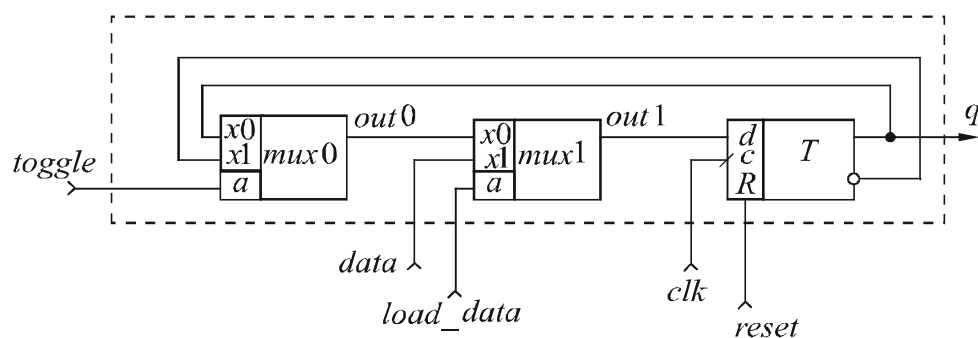 out0
out1
q
x0
x1
mux0
a
x0
x1
mux1
a
d
c
T
R
toggle
data
clk
load_data
reset